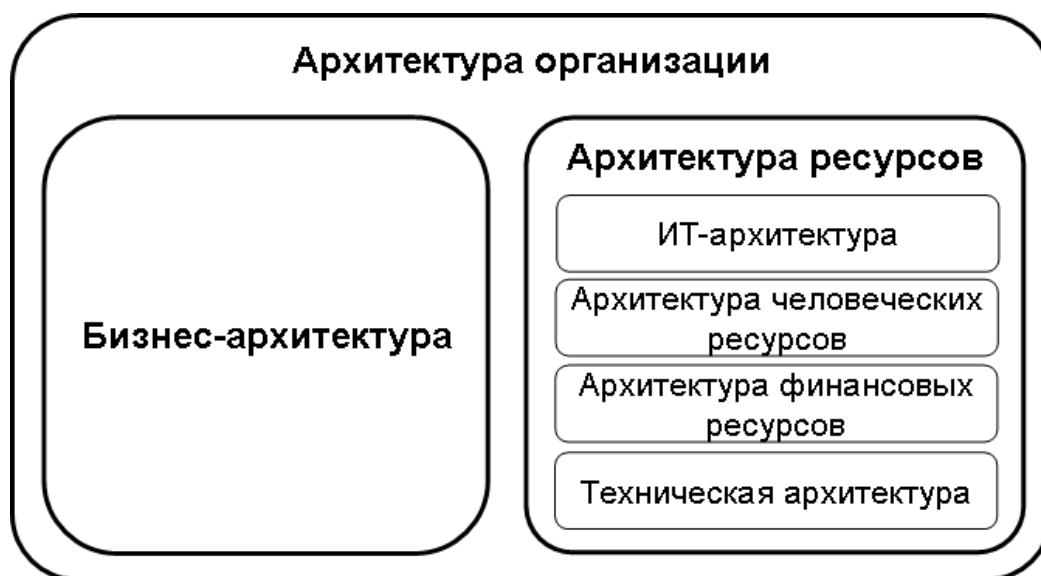 Архитектура организации
Бизнес-архитектура
Архитектура ресурсов
ИТ-архитектура
Архитектура человеческих
ресурсов
Архитектура финансовых
ресурсов
Техническая архитектура